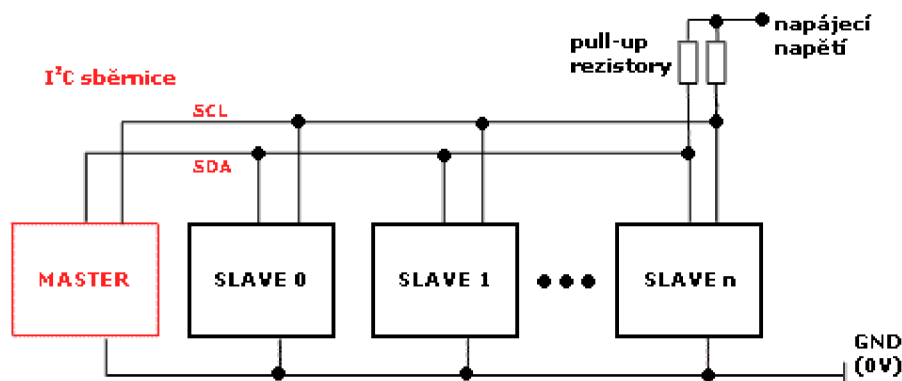 napájecí
napětí
pull-up
rezistory
I²C sběrnice
SCL
SDA
MASTER
SLAVE 0
SLAVE 1
SLAVE n
GND
(0V)